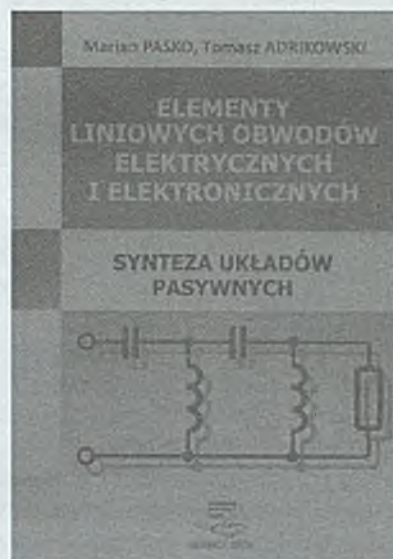 Marian PASKO, Tomasz ADRIKOWSKI
ELEMENTY
LINIOWYCH OBWODÓW
ELEKTRYCZNYCH
I ELEKTRONICZNYCH
SYNTEZA UKŁADÓW
PASYWNYCH